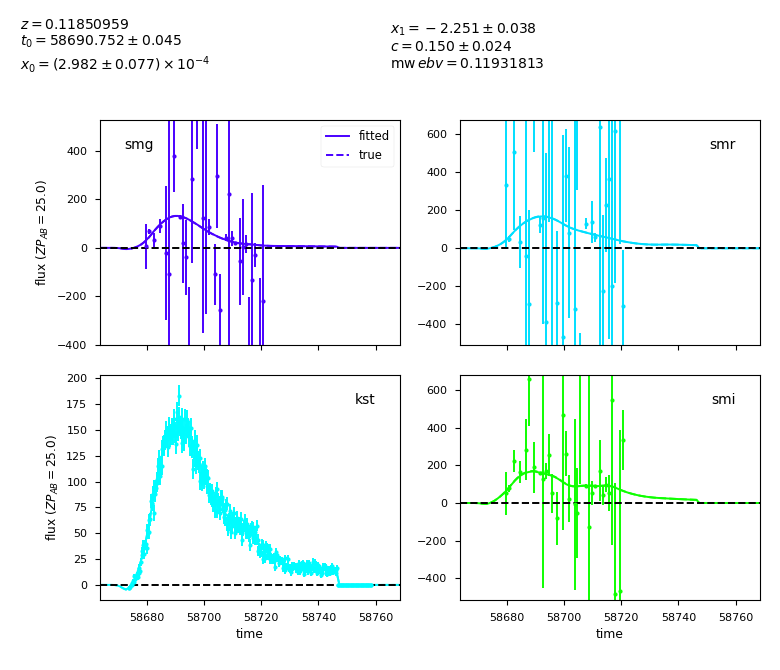 z = 0.11850959
t₀ = 58690.752 ± 0.045
x₀ = (2.982 ± 0.077) × 10⁻⁴
x₁ = −2.251 ± 0.038
c = 0.150 ± 0.024
mw ebv = 0.11931813
smg
fitted
true
400
200
0
−200
−400
flux (ZP_AB = 25.0)
smr
600
400
200
0
−200
−400
kst
200
175
150
125
100
75
50
25
0
flux (ZP_AB = 25.0)
58680 58700 58720 58740 58760
time
smi
600
400
200
0
−200
−400
58680 58700 58720 58740 58760
time